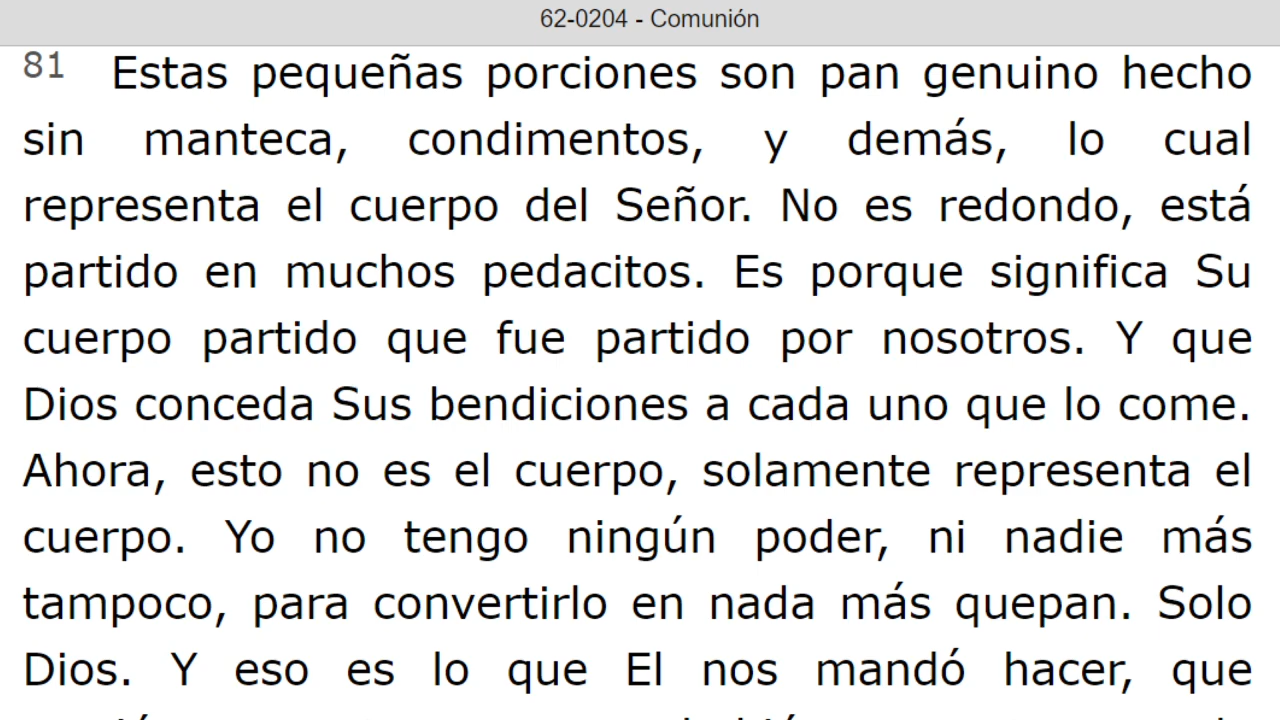 62-0204 - Comunión
81 Estas pequeñas porciones son pan genuino hecho
sin manteca, condimentos, y demás, lo cual
representa el cuerpo del Señor. No es redondo, está
partido en muchos pedacitos. Es porque significa Su
cuerpo partido que fue partido por nosotros. Y que
Dios conceda Sus bendiciones a cada uno que lo come.
Ahora, esto no es el cuerpo, solamente representa el
cuerpo. Yo no tengo ningún poder, ni nadie más
tampoco, para convertirlo en nada más quepan. Solo
Dios. Y eso es lo que El nos mandó hacer, que